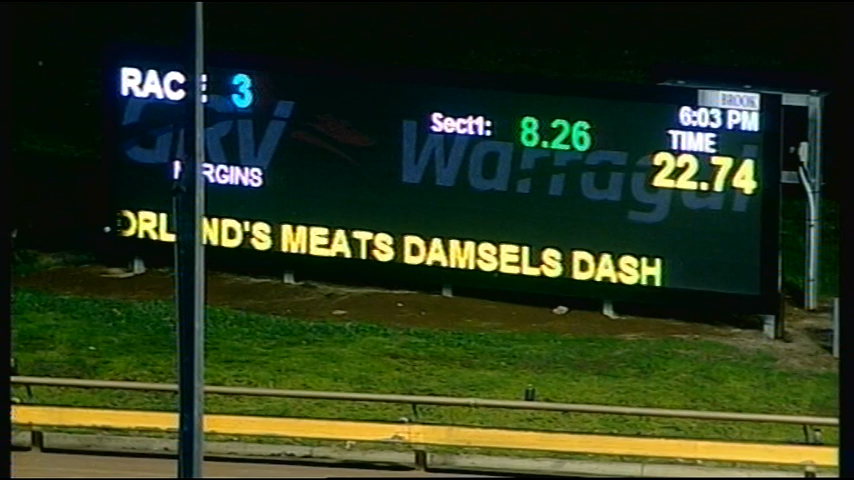 RACE 3
BROOK
6:03 PM
Sect1: 8.26
TIME
22.74
GRV
Warragul
MARGINS
ORLAND'S MEATS DAMSELS DASH